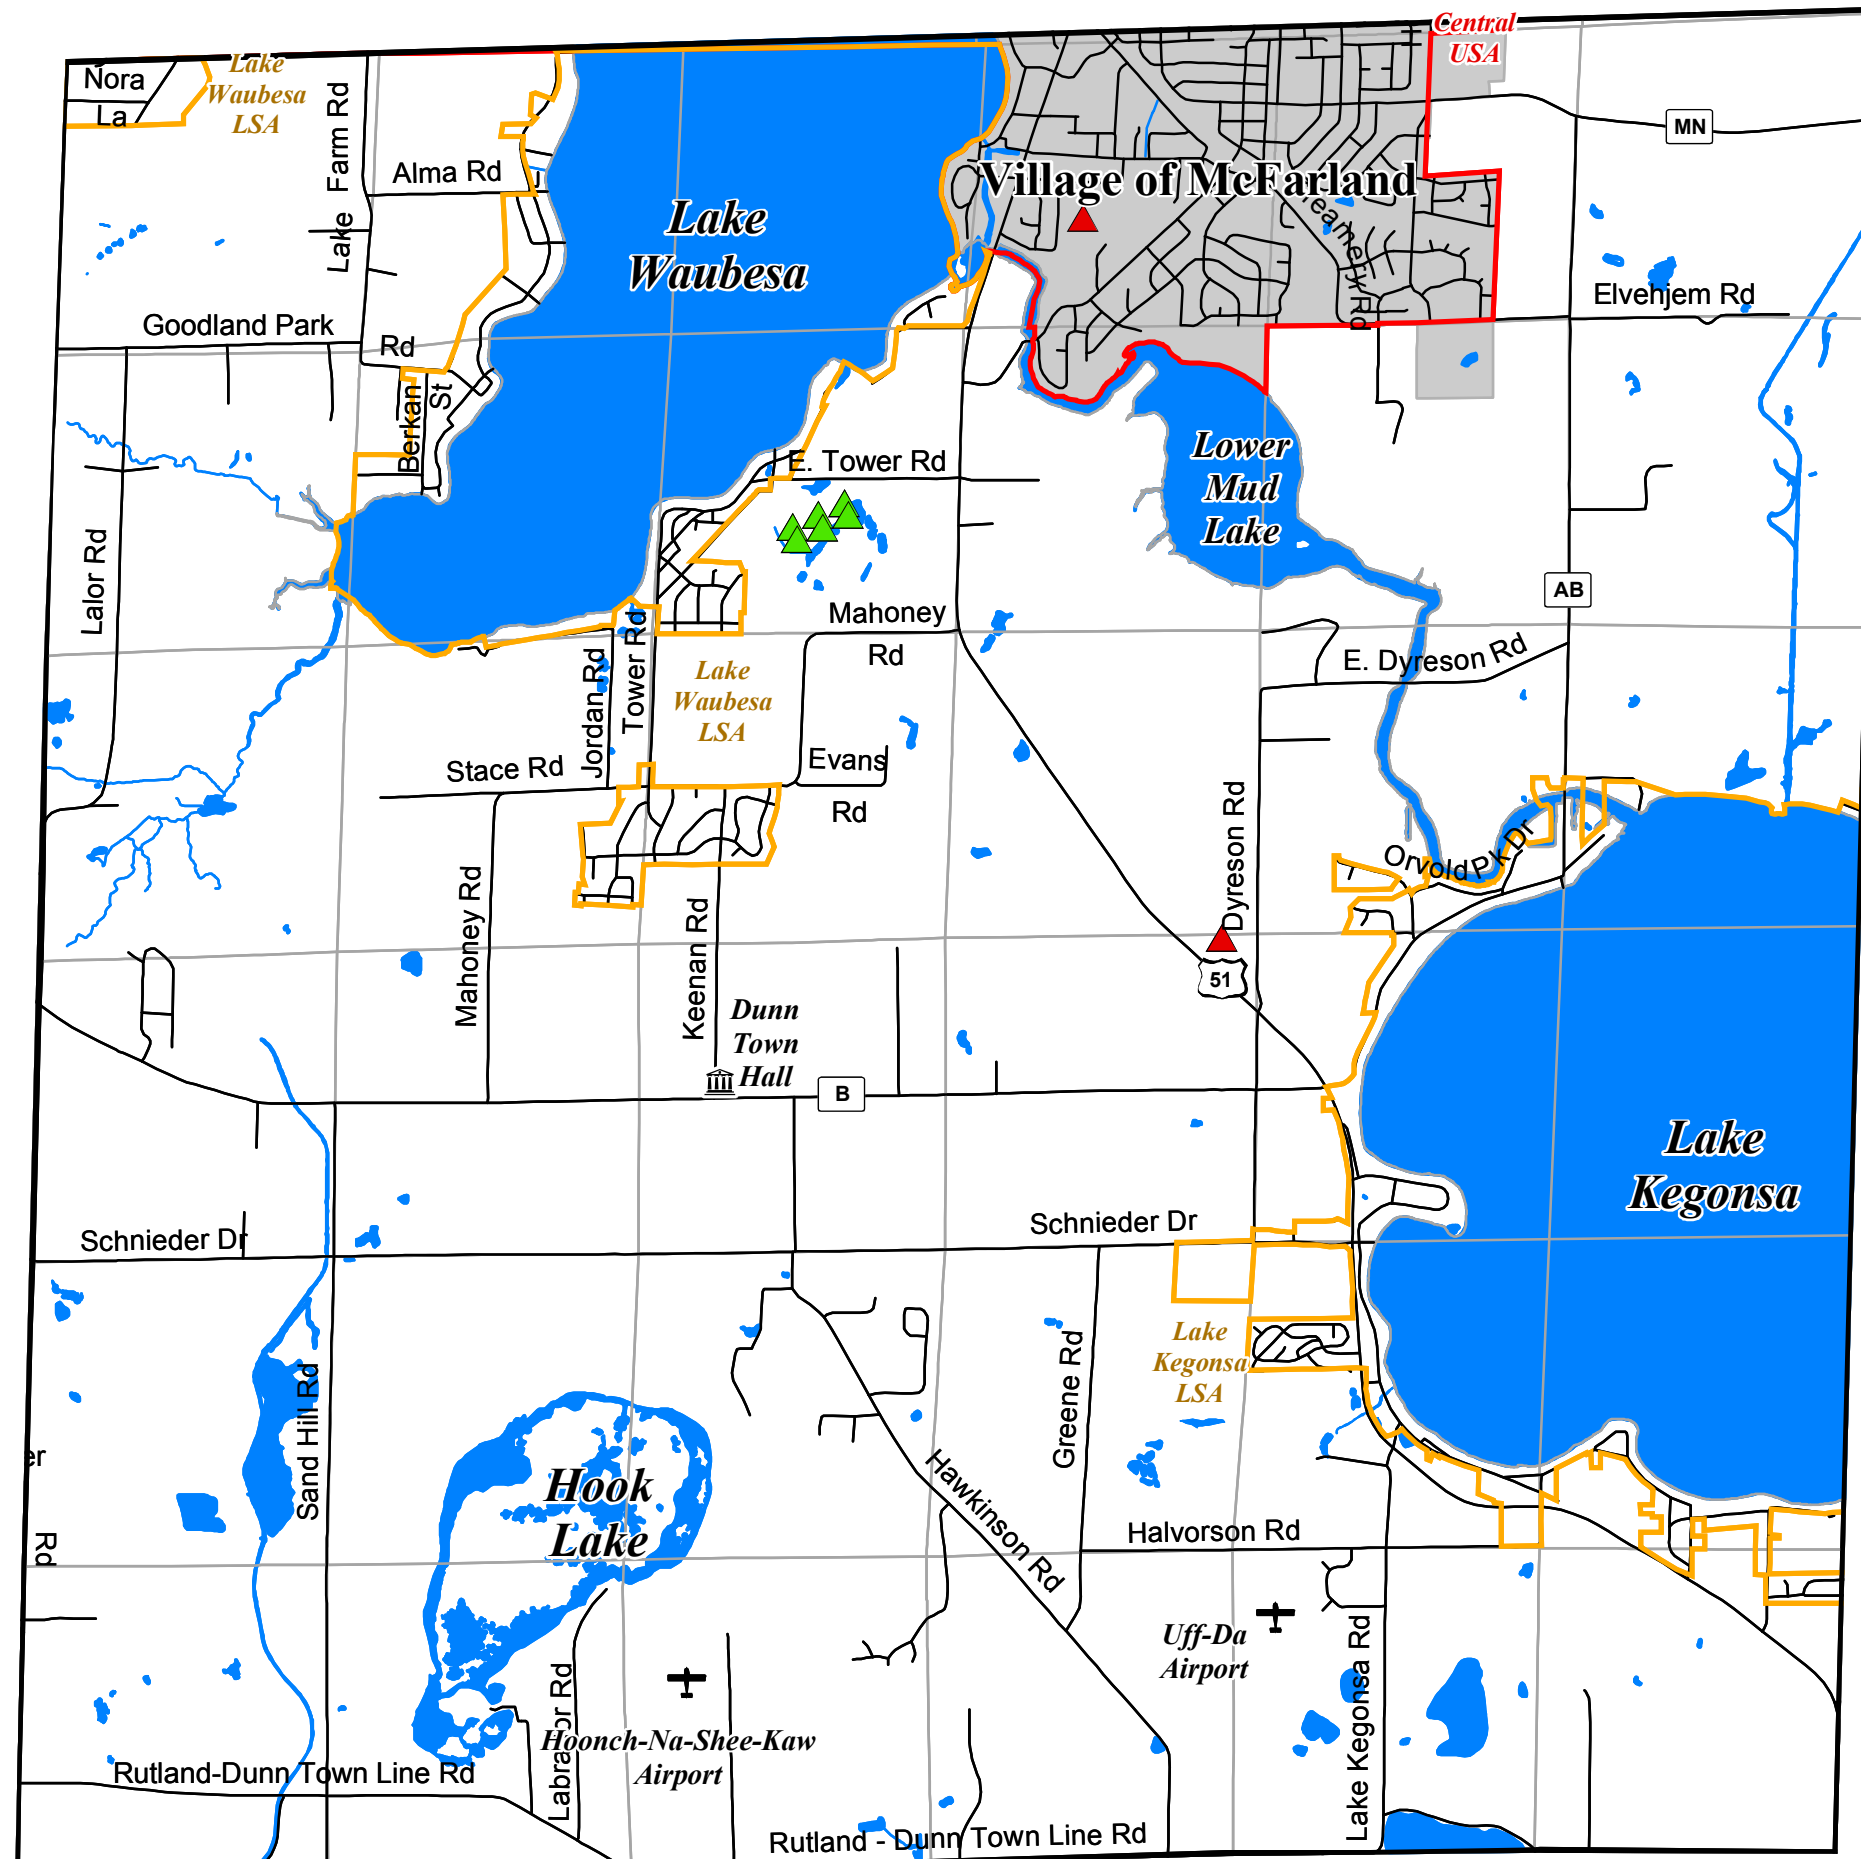 Central
USA
Nora
La
Lake
Waubesa
LSA
Lake Farm Rd
Alma Rd
MN
Village of McFarland
Lake
Waubesa
Elvehjem Rd
Goodland Park
Rd
Berkan
St
Lower
Mud
Lake
E. Tower Rd
Lalor Rd
AB
Mahoney
Rd
E. Dyreson Rd
Jordan Rd
Tower Rd
Lake
Waubesa
LSA
Stace Rd
Evans
Rd
Dyreson Rd
Orvold Pk Dr
Mahoney Rd
Keenan Rd
51
Dunn
Town
Hall
B
Lake
Kegonsa
Schnieder Dr
Schnieder Dr
Lake
Kegonsa
LSA
Greene Rd
Sand Hill Rd
er
Rd
Hook
Lake
Hawkinson Rd
Halvorson Rd
Uff-Da
Airport
Lake Kegonsa Rd
Hoonch-Na-Shee-Kaw
Airport
Rutland-Dunn Town Line Rd
Rutland - Dunn Town Line Rd